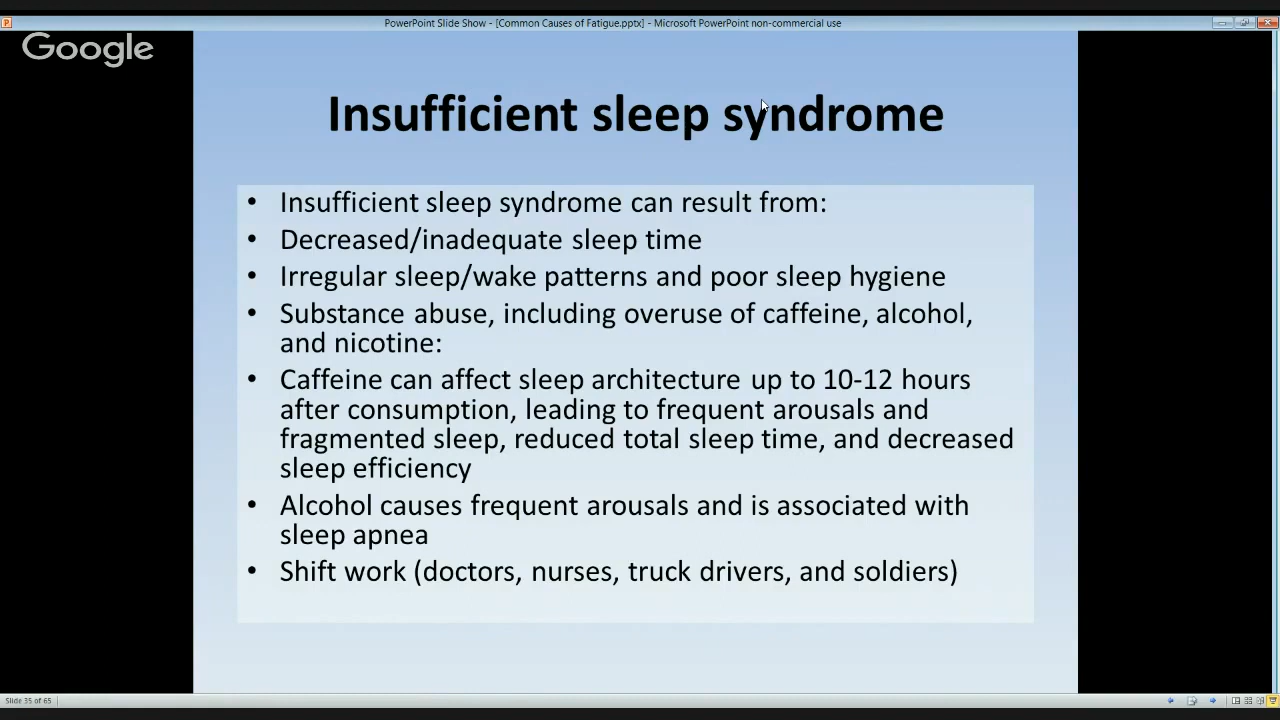 PowerPoint Slide Show - [Common Causes of Fatigue.pptx] - Microsoft PowerPoint non-commercial use
Google
Insufficient sleep syndrome
• Insufficient sleep syndrome can result from:
• Decreased/inadequate sleep time
• Irregular sleep/wake patterns and poor sleep hygiene
• Substance abuse, including overuse of caffeine, alcohol,
and nicotine:
• Caffeine can affect sleep architecture up to 10-12 hours
after consumption, leading to frequent arousals and
fragmented sleep, reduced total sleep time, and decreased
sleep efficiency
• Alcohol causes frequent arousals and is associated with
sleep apnea
• Shift work (doctors, nurses, truck drivers, and soldiers)
Slide 35 of 65